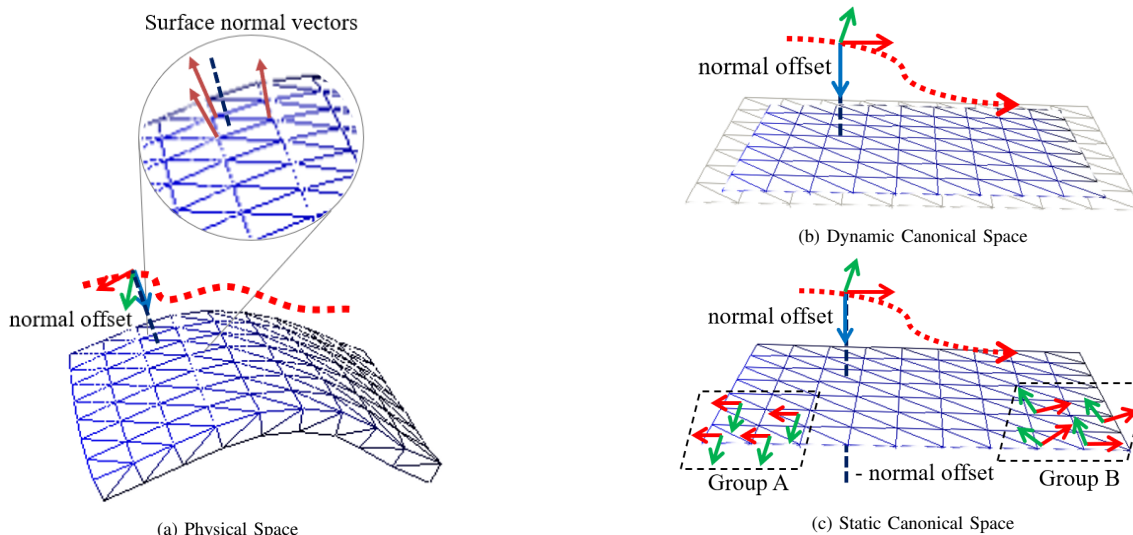 Surface normal vectors
normal offset
(a) Physical Space
normal offset
(b) Dynamic Canonical Space
normal offset
- normal offset
Group A
Group B
(c) Static Canonical Space